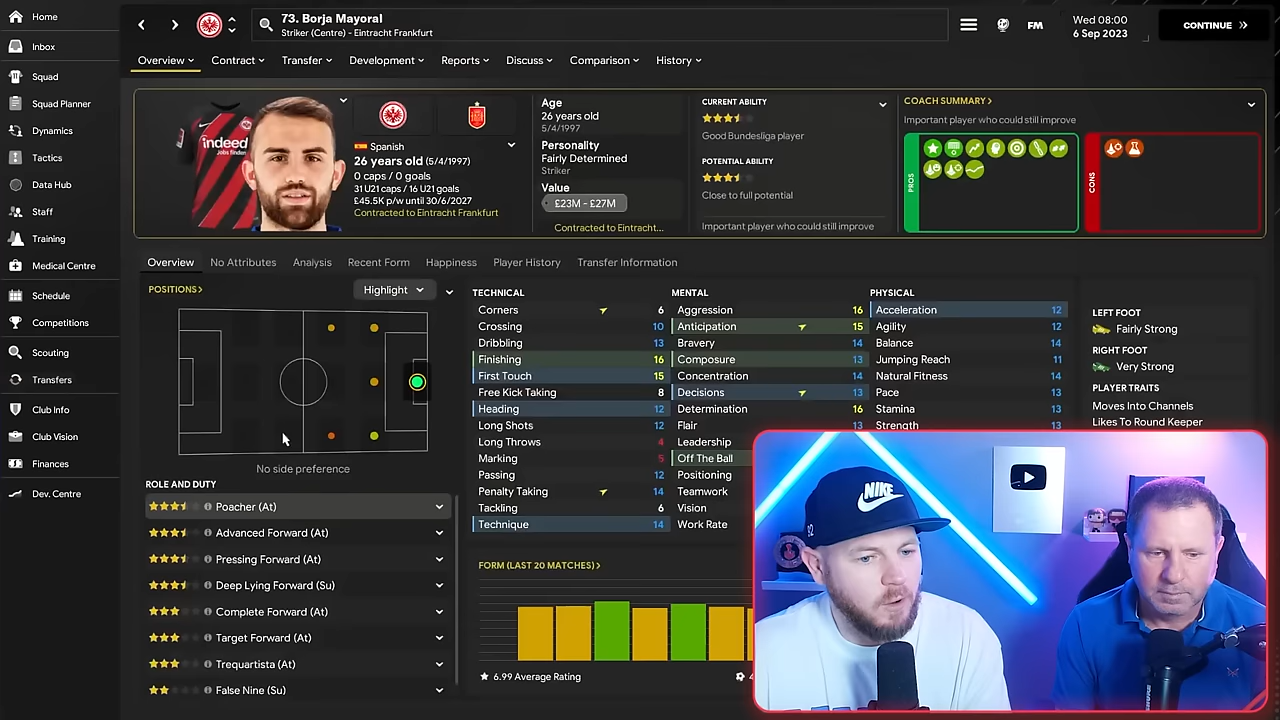 Home
Inbox
Squad
Squad Planner
Dynamics
Tactics
Data Hub
Staff
Training
Medical Centre
Schedule
Competitions
Scouting
Transfers
Club Info
Club Vision
Finances
Dev. Centre
73. Borja Mayoral
Striker (Centre) - Eintracht Frankfurt
FM
Wed 08:00
6 Sep 2023
CONTINUE
Overview
Contract
Transfer
Development
Reports
Discuss
Comparison
History
indeed
Spanish
26 years old (5/4/1997)
0 caps / 0 goals
31 U21 caps / 16 U21 goals
£45.5K p/w until 30/6/2027
Contracted to Eintracht Frankfurt
Age
26 years old
5/4/1997
Personality
Fairly Determined
Striker
Value
£23M - £27M
Contracted to Eintracht...
CURRENT ABILITY
Good Bundesliga player
POTENTIAL ABILITY
Close to full potential
Important player who could still improve
COACH SUMMARY >
Important player who could still improve
PROS
CONS
Overview
No Attributes
Analysis
Recent Form
Happiness
Player History
Transfer Information
POSITIONS >
Highlight
No side preference
ROLE AND DUTY
Poacher (At)
Advanced Forward (At)
Pressing Forward (At)
Deep Lying Forward (Su)
Complete Forward (At)
Target Forward (At)
Trequartista (At)
False Nine (Su)
TECHNICAL
Corners 6
Crossing 10
Dribbling 13
Finishing 16
First Touch 15
Free Kick Taking 8
Heading 12
Long Shots 12
Long Throws 4
Marking 5
Passing 12
Penalty Taking 14
Tackling 6
Technique 14
MENTAL
Aggression 16
Anticipation 15
Bravery 14
Composure 13
Concentration 14
Decisions 13
Determination 16
Flair 13
Leadership
Off The Ball
Positioning
Teamwork
Vision
Work Rate
PHYSICAL
Acceleration 12
Agility 12
Balance 14
Jumping Reach 11
Natural Fitness 14
Pace 13
Stamina 13
Strength 13
LEFT FOOT
Fairly Strong
RIGHT FOOT
Very Strong
PLAYER TRAITS
Moves Into Channels
Likes To Round Keeper
FORM (LAST 20 MATCHES) >
6.99 Average Rating
4
NIKE